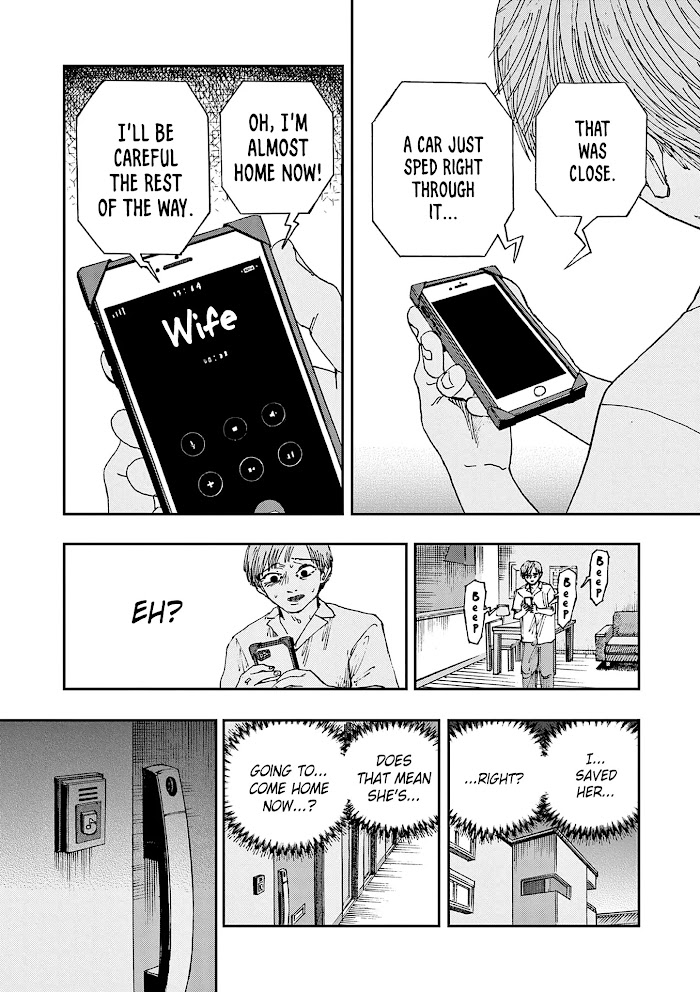 THAT
WAS
CLOSE.
A CAR JUST
SPED RIGHT
THROUGH
IT...
OH, I'M
ALMOST
HOME NOW!
I'LL BE
CAREFUL
THE REST
OF THE WAY.
Wife
BEEP
BEEP
BEEP
EH?
I...
SAVED
HER...
...RIGHT?
DOES
THAT MEAN
SHE'S...
GOING TO...
COME HOME
NOW...?